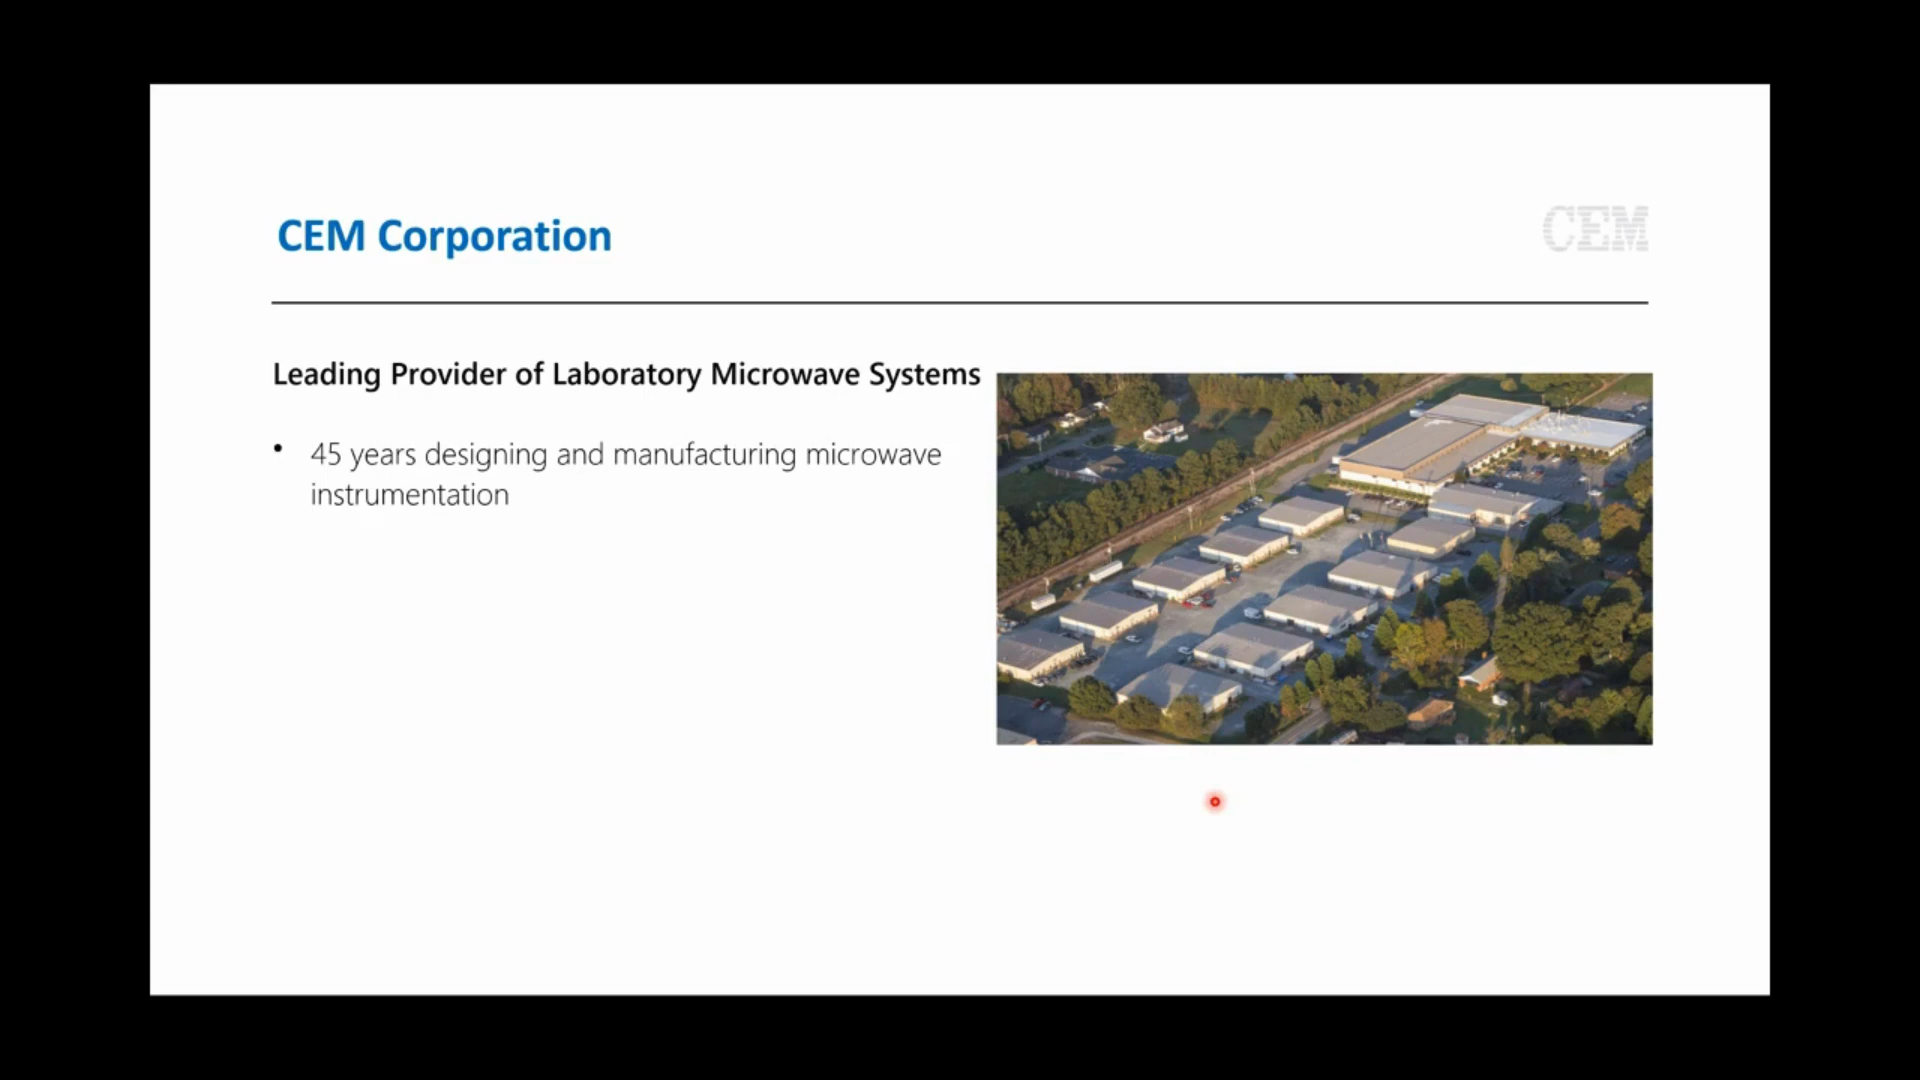 CEM Corporation
CEM
Leading Provider of Laboratory Microwave Systems
• 45 years designing and manufacturing microwave
instrumentation